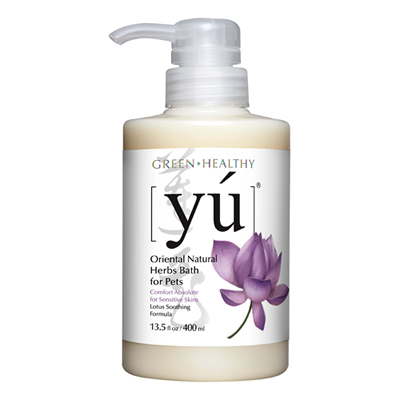 GREEN+HEALTHY
[yú]®
Oriental Natural
Herbs Bath
for Pets
Comfort Absolute
for Sensitive Skins
Lotus Soothing
Formula
13.5 fl oz/400 ml